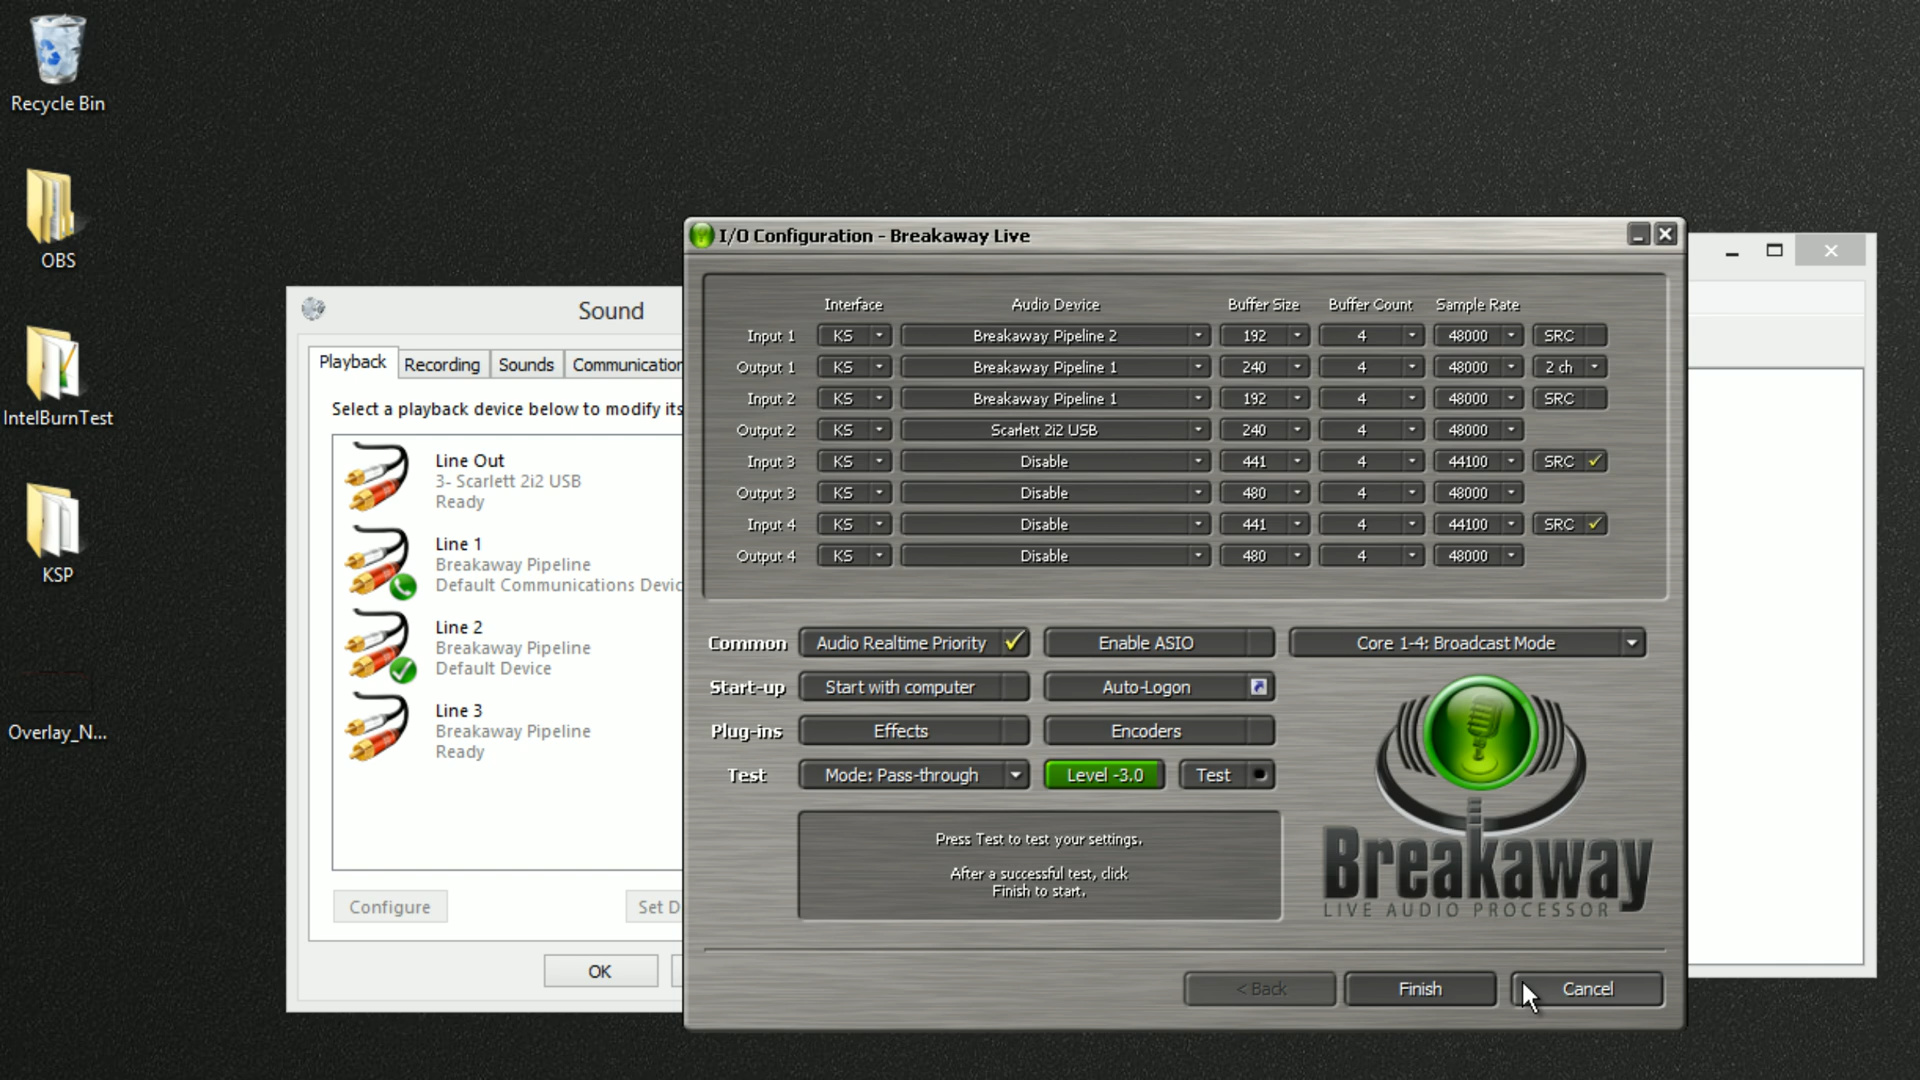 Recycle Bin
OBS
IntelBurnTest
KSP
Overlay_N...
Sound
Playback
Recording
Sounds
Communication
Select a playback device below to modify its
Line Out
3- Scarlett 2i2 USB
Ready
Line 1
Breakaway Pipeline
Default Communications Devic
Line 2
Breakaway Pipeline
Default Device
Line 3
Breakaway Pipeline
Ready
Configure
Set D
OK
I/O Configuration - Breakaway Live
Interface Audio Device Buffer Size Buffer Count Sample Rate
Input 1 KS Breakaway Pipeline 2 192 4 48000 SRC
Output 1 KS Breakaway Pipeline 1 240 4 48000 2 ch
Input 2 KS Breakaway Pipeline 1 192 4 48000 SRC
Output 2 KS Scarlett 2i2 USB 240 4 48000
Input 3 KS Disable 441 4 44100 SRC
Output 3 KS Disable 480 4 48000
Input 4 KS Disable 441 4 44100 SRC
Output 4 KS Disable 480 4 48000
Common Audio Realtime Priority Enable ASIO Core 1-4: Broadcast Mode
Start-up Start with computer Auto-Logon
Plug-ins Effects Encoders
Test Mode: Pass-through Level -3.0 Test
Press Test to test your settings.
After a successful test, click
Finish to start.
Breakaway
LIVE AUDIO PROCESSOR
< Back Finish Cancel